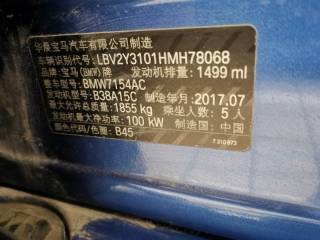 华晨宝马汽车有限公司制造
车辆识别代号: LBV2Y3101HMH78068
品牌: 宝马(BMW)牌 发动机排量: 1499 ml
整车型号: BMW7154AC
发动机型号: B38A15C 制造年月: 2017.07
最大允许总质量: 1855 kg 乘坐人数: 5 人
发动机最大净功率: 100 kW 制造国: 中国
颜色代码/色图: B45
7310873